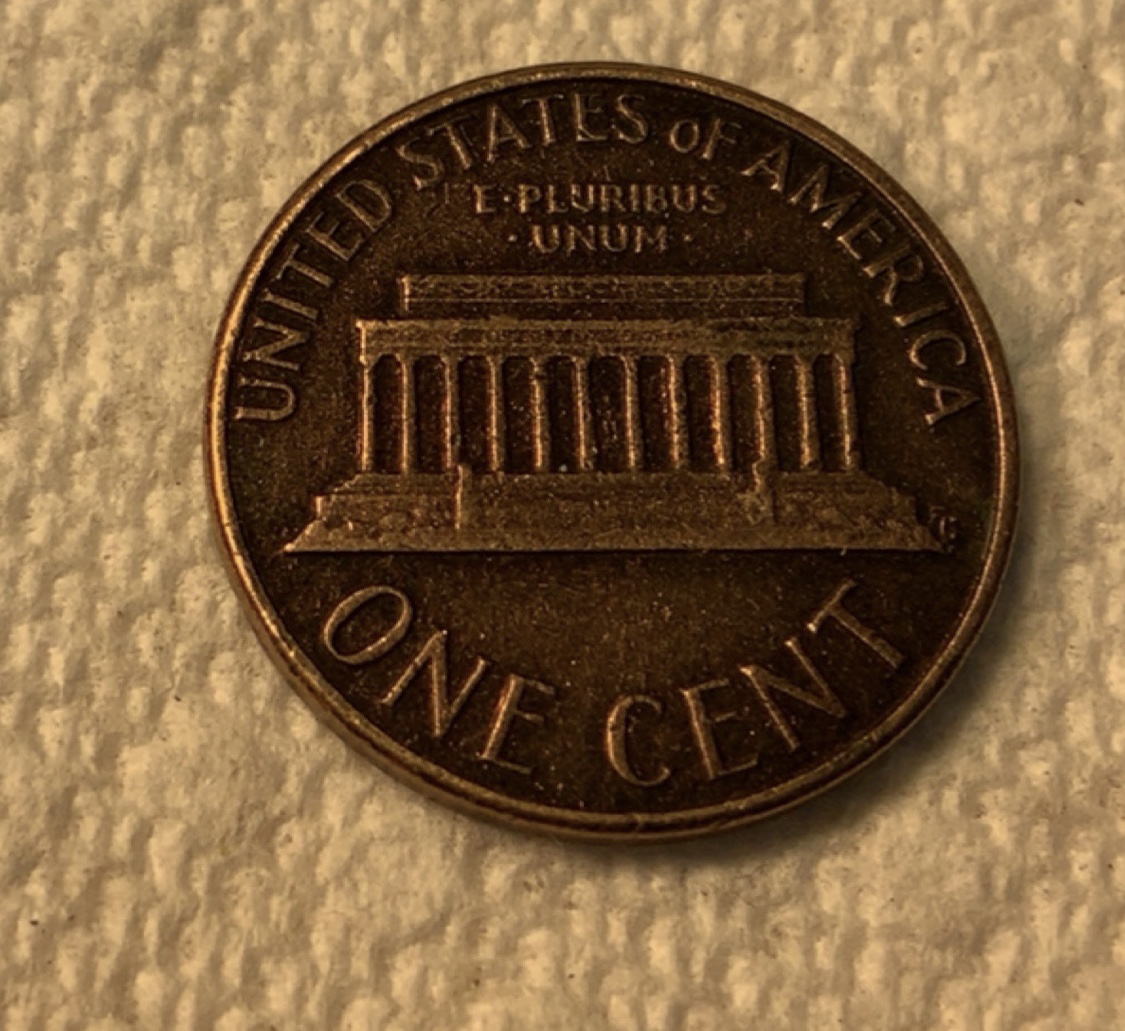 UNITED STATES OF AMERICA
E·PLURIBUS
·UNUM·
ONE CENT